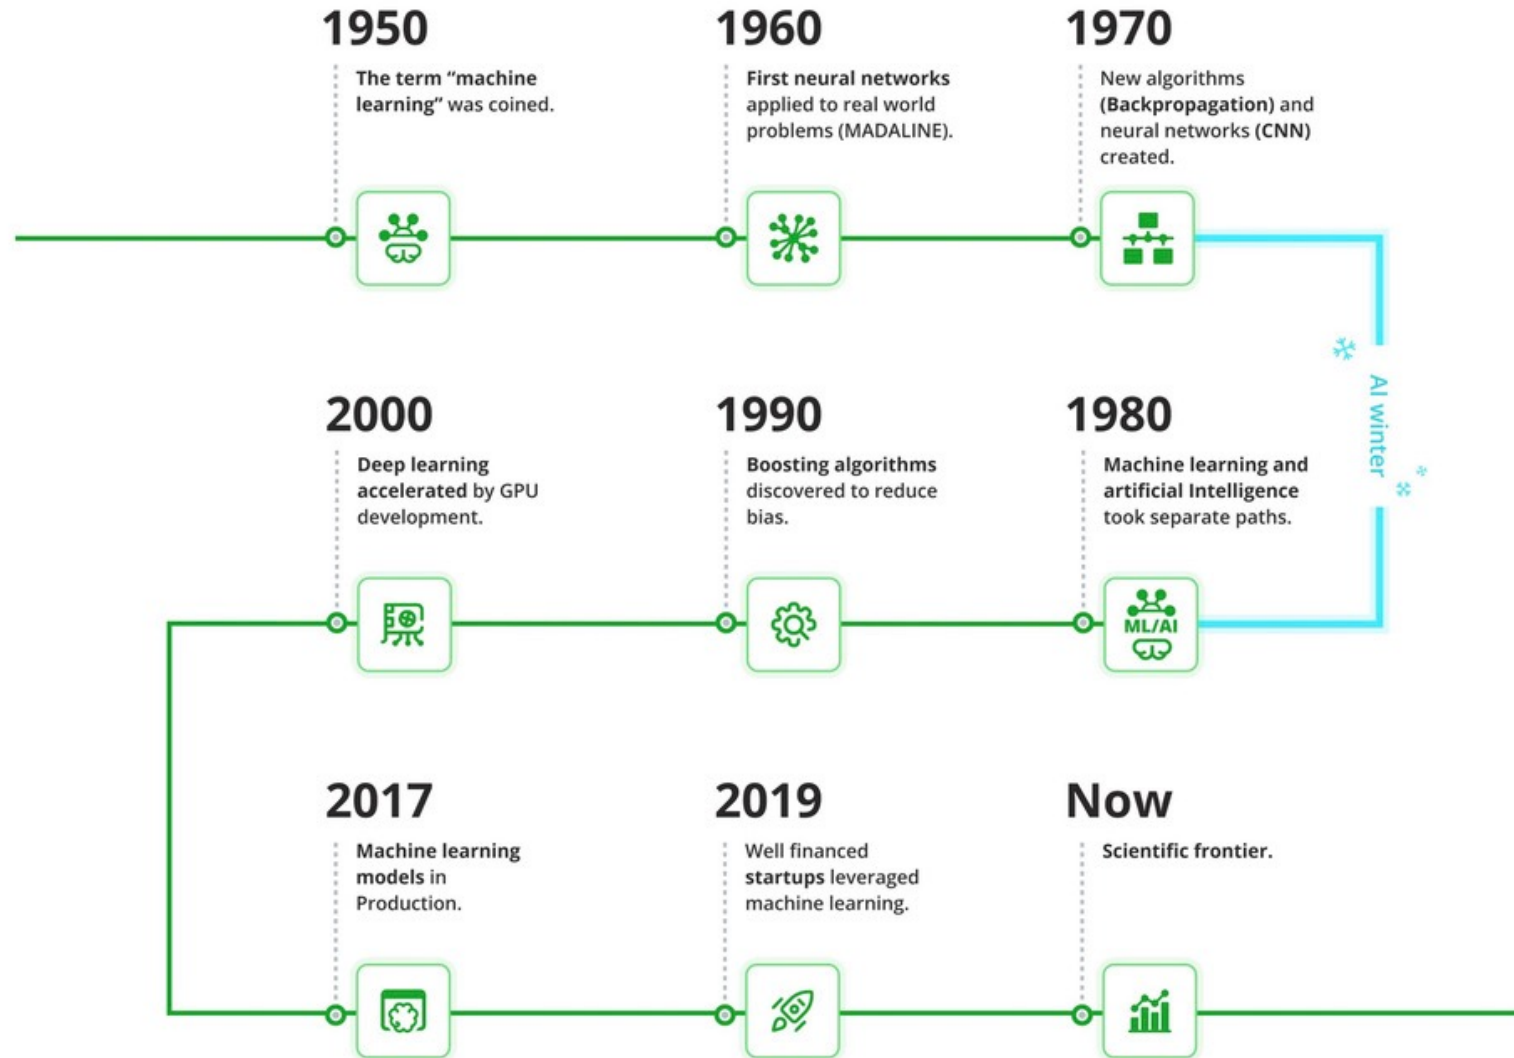 1950
The term “machine
learning” was coined.
1960
First neural networks
applied to real world
problems (MADALINE).
1970
New algorithms
(Backpropagation) and
neural networks (CNN)
created.
AI winter
1980
Machine learning and
artificial Intelligence
took separate paths.
ML/AI
1990
Boosting algorithms
discovered to reduce
bias.
2000
Deep learning
accelerated by GPU
development.
2017
Machine learning
models in
Production.
2019
Well financed
startups leveraged
machine learning.
Now
Scientific frontier.